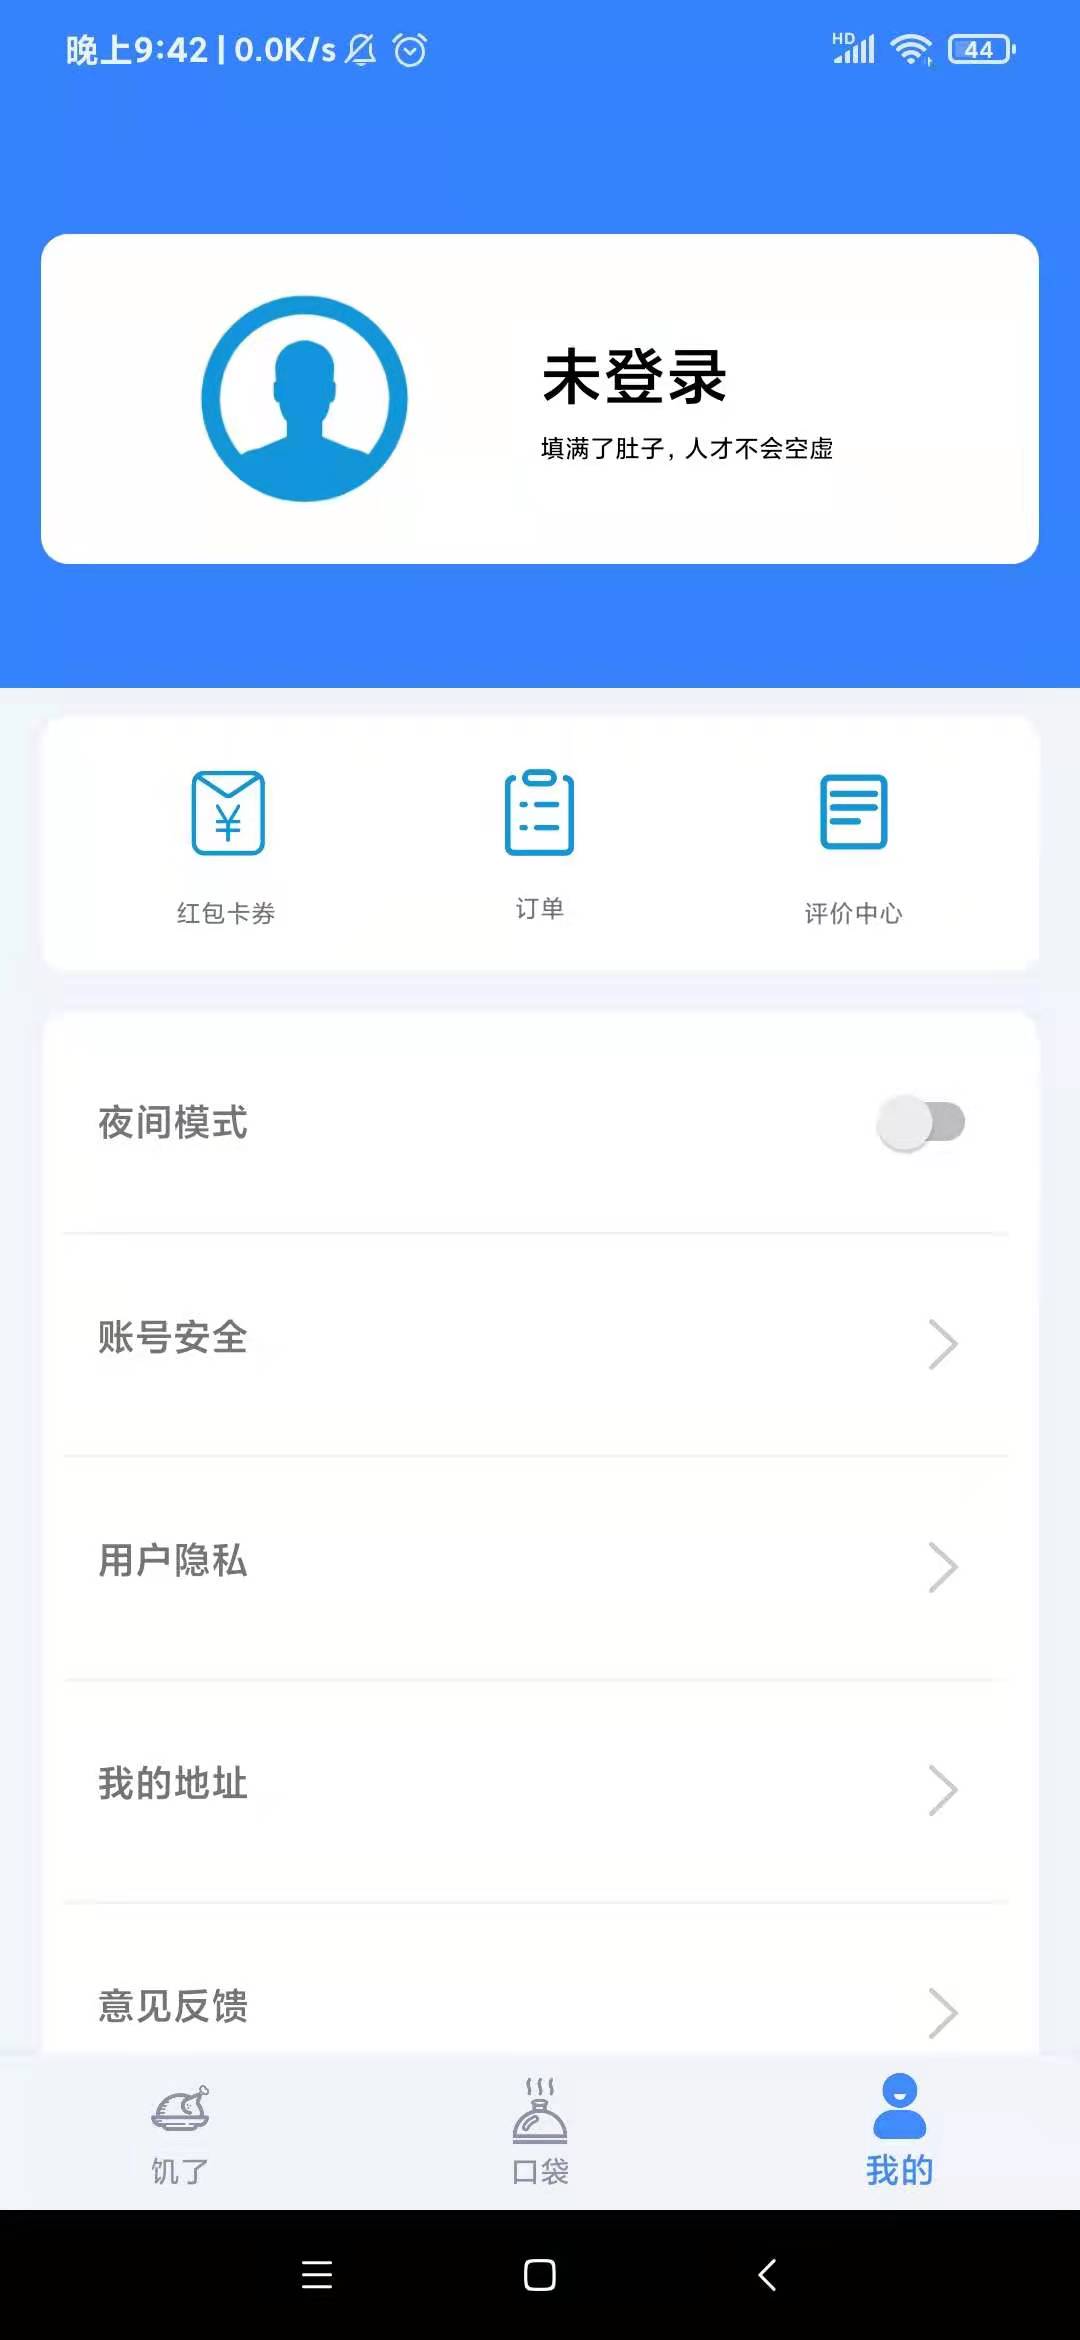 晚上9:42 | 0.0K/s
HD
44
未登录
填满了肚子，人才不会空虚
¥
红包卡券
订单
评价中心
夜间模式
账号安全
用户隐私
我的地址
意见反馈
饥了
口袋
我的